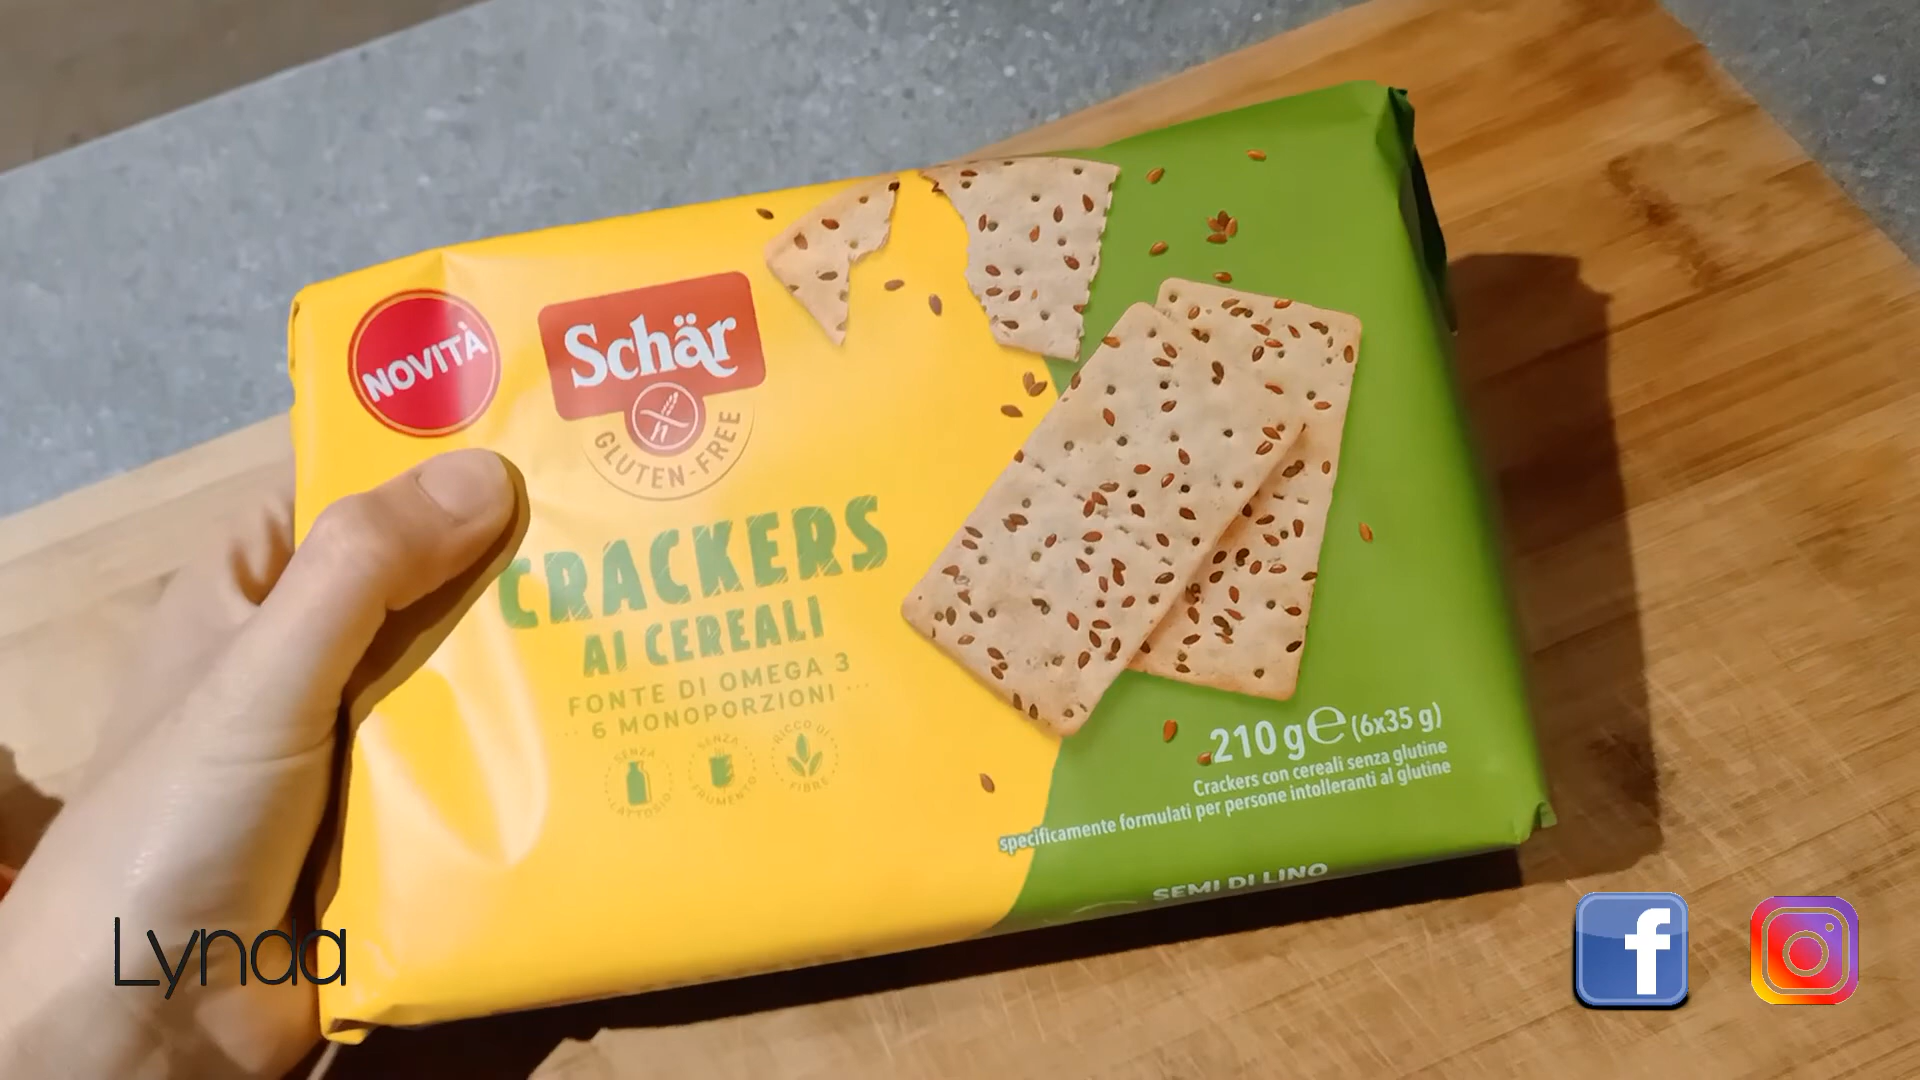 NOVITÀ
Schär
GLUTEN-FREE
CRACKERS
AI CEREALI
FONTE DI OMEGA 3
6 MONOPORZIONI
SENZA LATTOSIO
SENZA FRUMENTO
RICCO DI FIBRE
210 g e (6x35 g)
Crackers con cereali senza glutine
specificamente formulati per persone intolleranti al glutine
SEMI DI LINO
Lynda
f